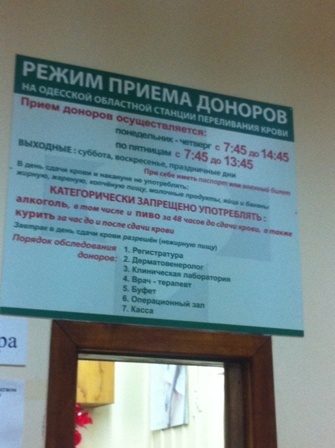 РЕЖИМ ПРИЕМА ДОНОРОВ
НА ОДЕССКОЙ ОБЛАСТНОЙ СТАНЦИИ ПЕРЕЛИВАНИЯ КРОВИ
Прием доноров осуществляется:
понедельник - четверг с 7:45 до 14:45
по пятницам с 7:45 до 13:45
ВЫХОДНЫЕ : суббота, воскресенье, праздничные дни
При себе иметь паспорт или военный билет
В день сдачи крови и накануне не употреблять:
жирную, жареную, копчёную пищу, молочные продукты, яйца и бананы
КАТЕГОРИЧЕСКИ ЗАПРЕЩЕНО УПОТРЕБЛЯТЬ :
алкоголь, в том числе и пиво за 48 часов до сдачи крови, а также
курить за час до и после сдачи крови
Завтрак в день сдачи крови разрешён (нежирную пищу)
Порядок обследования
доноров:
1. Регистратура
2. Дерматовенеролог
3. Клиническая лаборатория
4. Врач - терапевт
5. Буфет
6. Операционный зал
7. Касса
ра